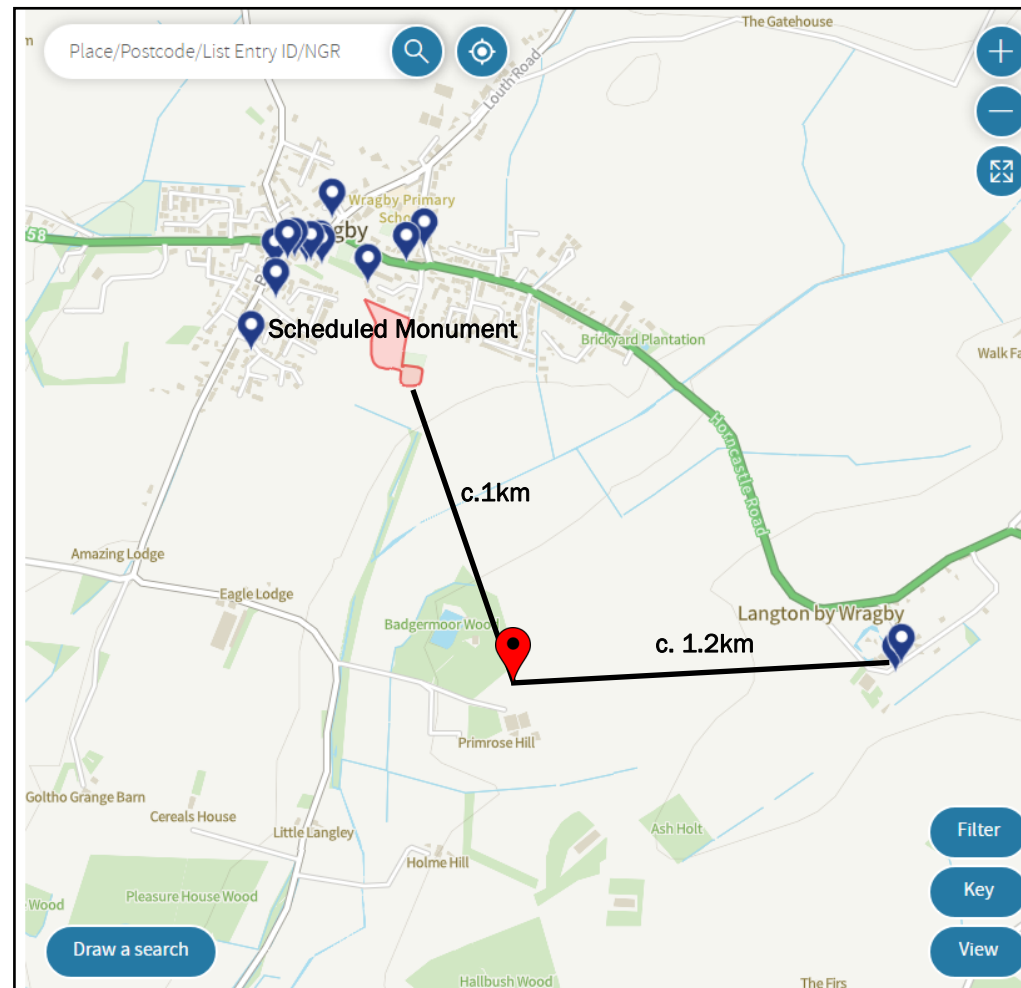 The Gatehouse
Place/Postcode/List Entry ID/NGR
Louth Road
Wragby Primary
58
gby
Scheduled Monument
Brickyard Plantation
Walk Fa
Horncastle Road
c.1km
Amazing Lodge
Eagle Lodge
Langton by Wragby
Badgermoor Wood
c. 1.2km
Primrose Hill
Goltho Grange Barn
Cereals House
Little Langley
Ash Holt
Filter
Holme Hill
Key
Pleasure House Wood
Wood
Draw a search
View
Hallbush Wood
The Firs